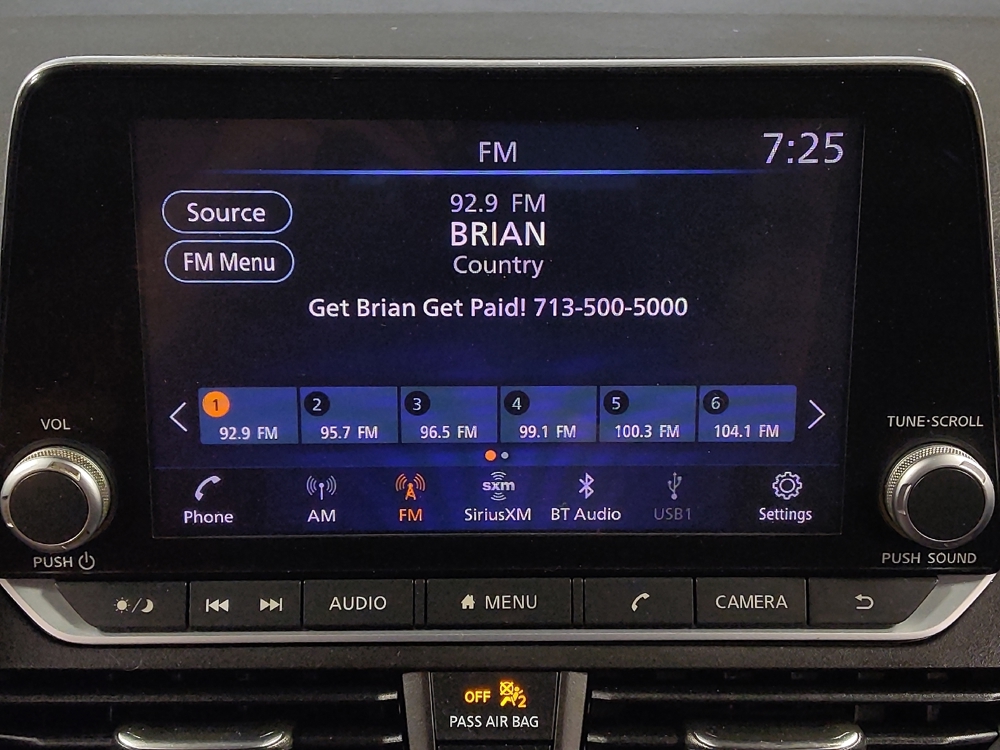 FM
7:25
Source
FM Menu
92.9 FM
BRIAN
Country
Get Brian Get Paid! 713-500-5000
1
92.9 FM
2
95.7 FM
3
96.5 FM
4
99.1 FM
5
100.3 FM
6
104.1 FM
VOL
TUNE·SCROLL
Phone
AM
FM
sxm
SiriusXM
BT Audio
USB1
Settings
PUSH
PUSH SOUND
AUDIO
MENU
CAMERA
OFF
2
PASS AIR BAG